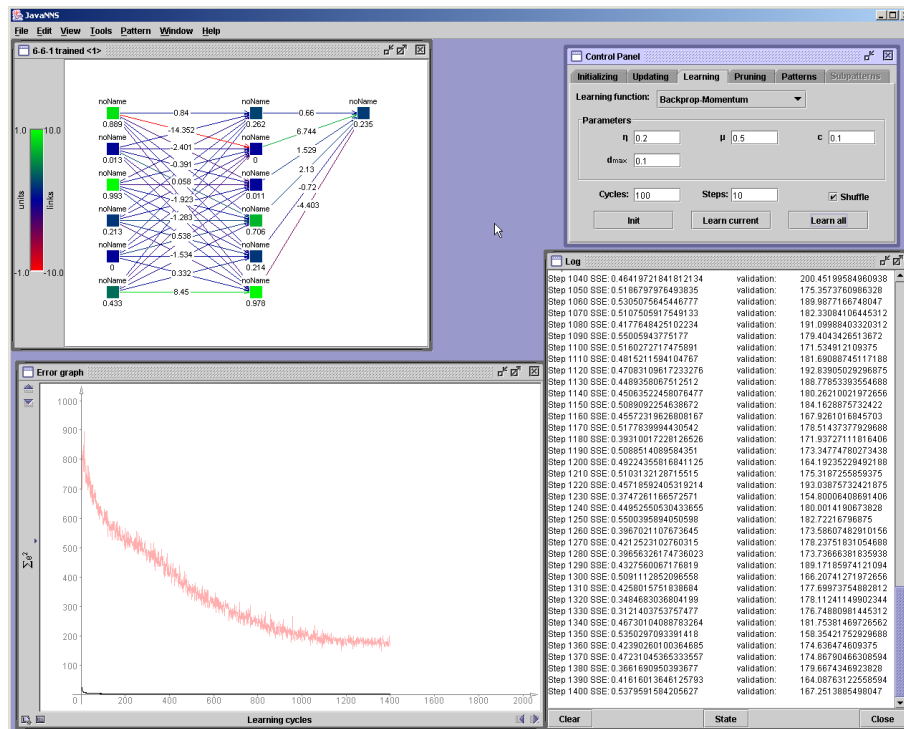 JavaNNS
File Edit View Tools Pattern Window Help
6-6-1 trained <1>
noName noName noName
0.84 0.66
0.889 0.262 0.235
-14.352 6.744
noName noName
-2.401 1.529
0.013 0
-0.391 2.13
noName noName
0.058 -0.72
0.993 0.011
-1.923 -4.403
noName noName
-1.283
0.213 0.706
0.538
noName noName
-1.534
0 0.214
0.332
noName noName
8.45
0.433 0.978
1.0 10.0
units links
-1.0 -10.0
Control Panel
Initializing Updating Learning Pruning Patterns Subpatterns
Learning function: Backprop-Momentum
Parameters
η 0.2 μ 0.5 c 0.1
dmax 0.1
Cycles: 100 Steps: 10 Shuffle
Init Learn current Learn all
Error graph
Σe²
1000
900
800
700
600
500
400
300
200
100
0 200 400 600 800 1000 1200 1400 1600 1800 2000
Learning cycles
Log
Step 1040 SSE: 0.46419721841812134 validation: 200.45199584960938
Step 1050 SSE: 0.5186797976493835 validation: 175.3573760986328
Step 1060 SSE: 0.5305075645446777 validation: 189.9877166748047
Step 1070 SSE: 0.5107505917549133 validation: 182.33084106445312
Step 1080 SSE: 0.4177648425102234 validation: 191.09988403320312
Step 1090 SSE: 0.55005943775177 validation: 179.4043426513672
Step 1100 SSE: 0.5160272717475891 validation: 171.534912109375
Step 1110 SSE: 0.4815211594104767 validation: 181.69088745117188
Step 1120 SSE: 0.47083109617233276 validation: 192.83905029296875
Step 1130 SSE: 0.4489358067512512 validation: 188.77853393554688
Step 1140 SSE: 0.45063522458076477 validation: 180.26210021972656
Step 1150 SSE: 0.5089092254638672 validation: 184.1628875732422
Step 1160 SSE: 0.45572319626808167 validation: 167.9261016845703
Step 1170 SSE: 0.5177839994430542 validation: 178.51437377929688
Step 1180 SSE: 0.39310017228126526 validation: 171.93727111816406
Step 1190 SSE: 0.5088514089584351 validation: 173.34774780273438
Step 1200 SSE: 0.49224355816841125 validation: 164.19235229492188
Step 1210 SSE: 0.5103132128715515 validation: 175.3187255859375
Step 1220 SSE: 0.45718592405319214 validation: 193.03875732421875
Step 1230 SSE: 0.3747261166572571 validation: 154.80006408691406
Step 1240 SSE: 0.44952550530433655 validation: 180.0014190673828
Step 1250 SSE: 0.5500395894050598 validation: 182.72216796875
Step 1260 SSE: 0.3967021107673645 validation: 173.58607482910156
Step 1270 SSE: 0.4212523102760315 validation: 178.23751831054688
Step 1280 SSE: 0.39656326174736023 validation: 173.73666381835938
Step 1290 SSE: 0.4327560067176819 validation: 189.17185974121094
Step 1300 SSE: 0.5091112852096558 validation: 166.20741271972656
Step 1310 SSE: 0.4258015751838684 validation: 177.69973754882812
Step 1320 SSE: 0.3484683036804199 validation: 178.11241149902344
Step 1330 SSE: 0.3121403753757477 validation: 176.74880981445312
Step 1340 SSE: 0.46730104088783264 validation: 181.75381469726562
Step 1350 SSE: 0.535029709339141​8 validation: 158.35421752929688
Step 1360 SSE: 0.42390260100364685 validation: 174.636474609375
Step 1370 SSE: 0.47231045365333557 validation: 174.86790466308594
Step 1380 SSE: 0.3661690950393677 validation: 179.6674346923828
Step 1390 SSE: 0.41616013646125793 validation: 164.08763122558594
Step 1400 SSE: 0.5379591584205627 validation: 167.2513885498047
Clear State Close